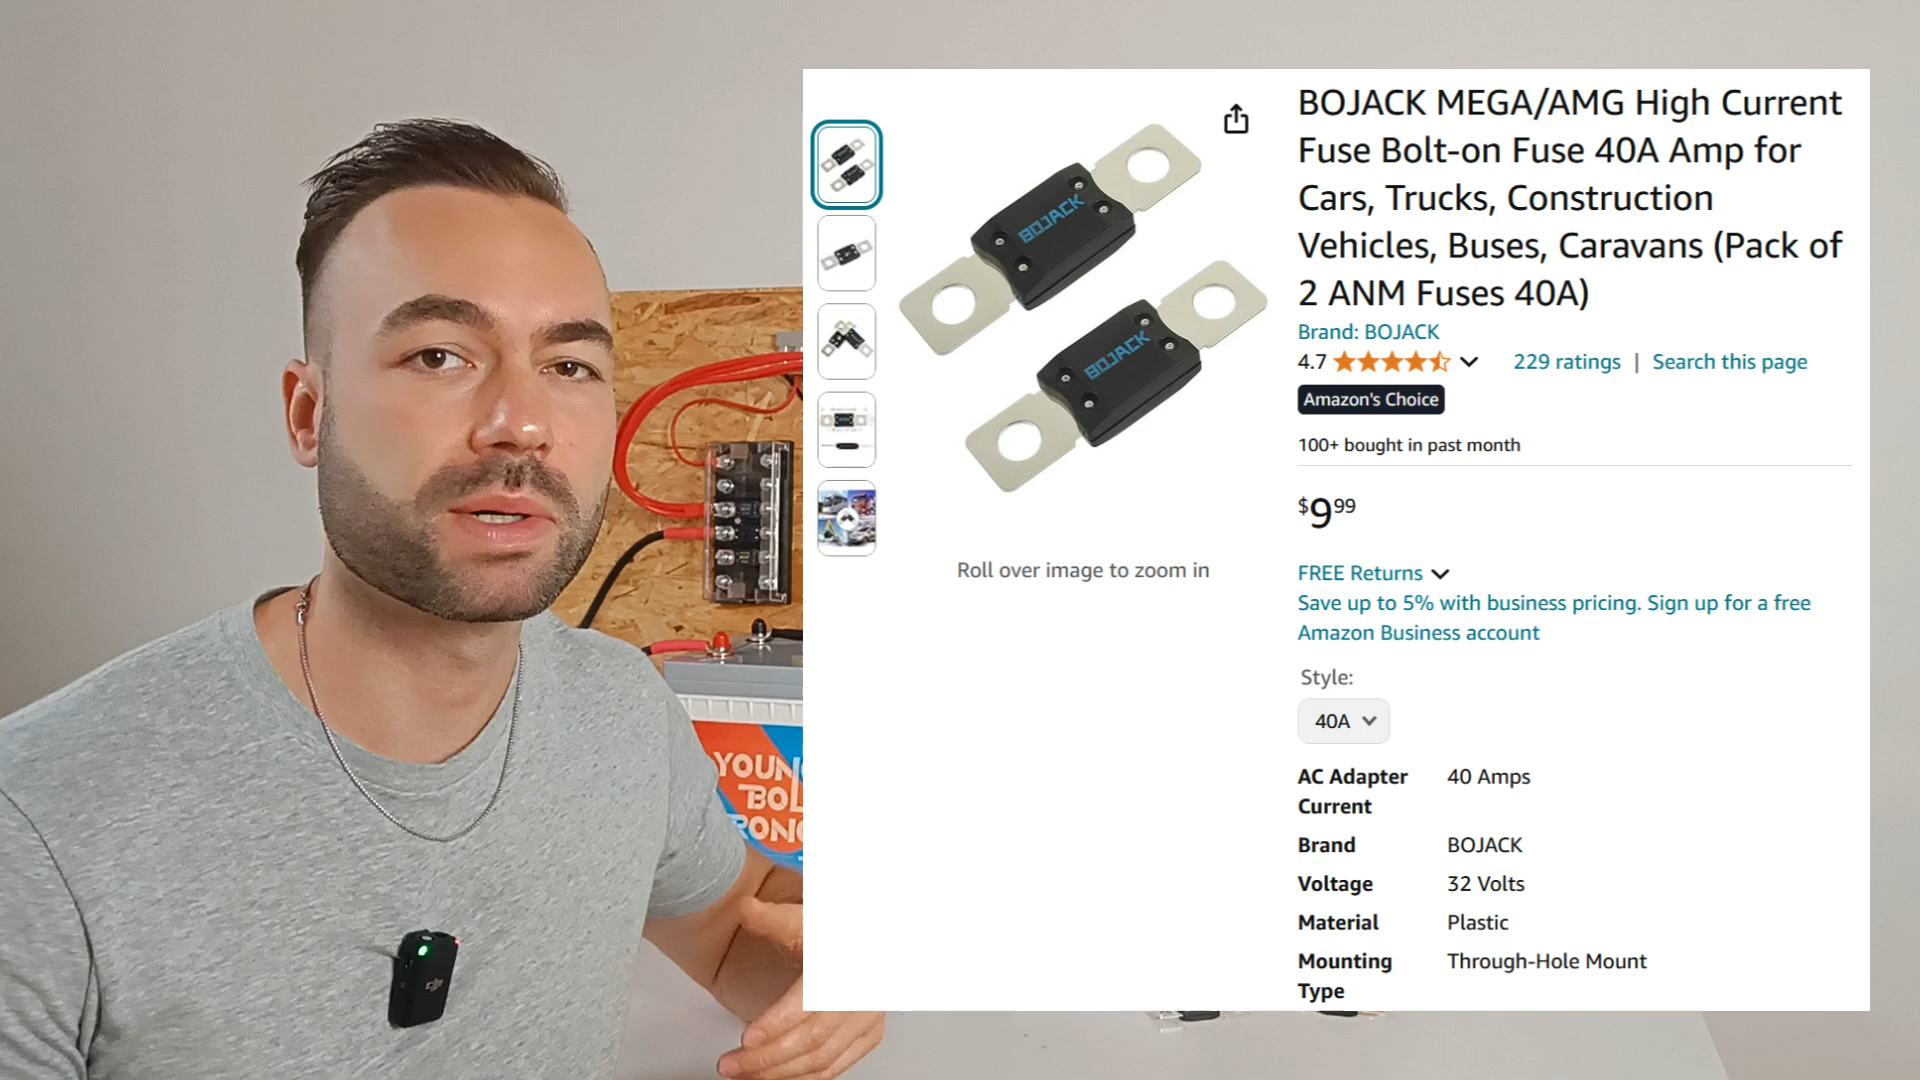 BOJACK MEGA/AMG High Current
Fuse Bolt-on Fuse 40A Amp for
Cars, Trucks, Construction
Vehicles, Buses, Caravans (Pack of
2 ANM Fuses 40A)
Brand: BOJACK
4.7
229 ratings | Search this page
Amazon's Choice
100+ bought in past month
$9.99
FREE Returns
Save up to 5% with business pricing. Sign up for a free
Amazon Business account
Style:
40A
AC Adapter Current 40 Amps
Brand BOJACK
Voltage 32 Volts
Material Plastic
Mounting Type Through-Hole Mount
BOJACK
BOJACK
Roll over image to zoom in
YOUN
BOL
RONG
dji